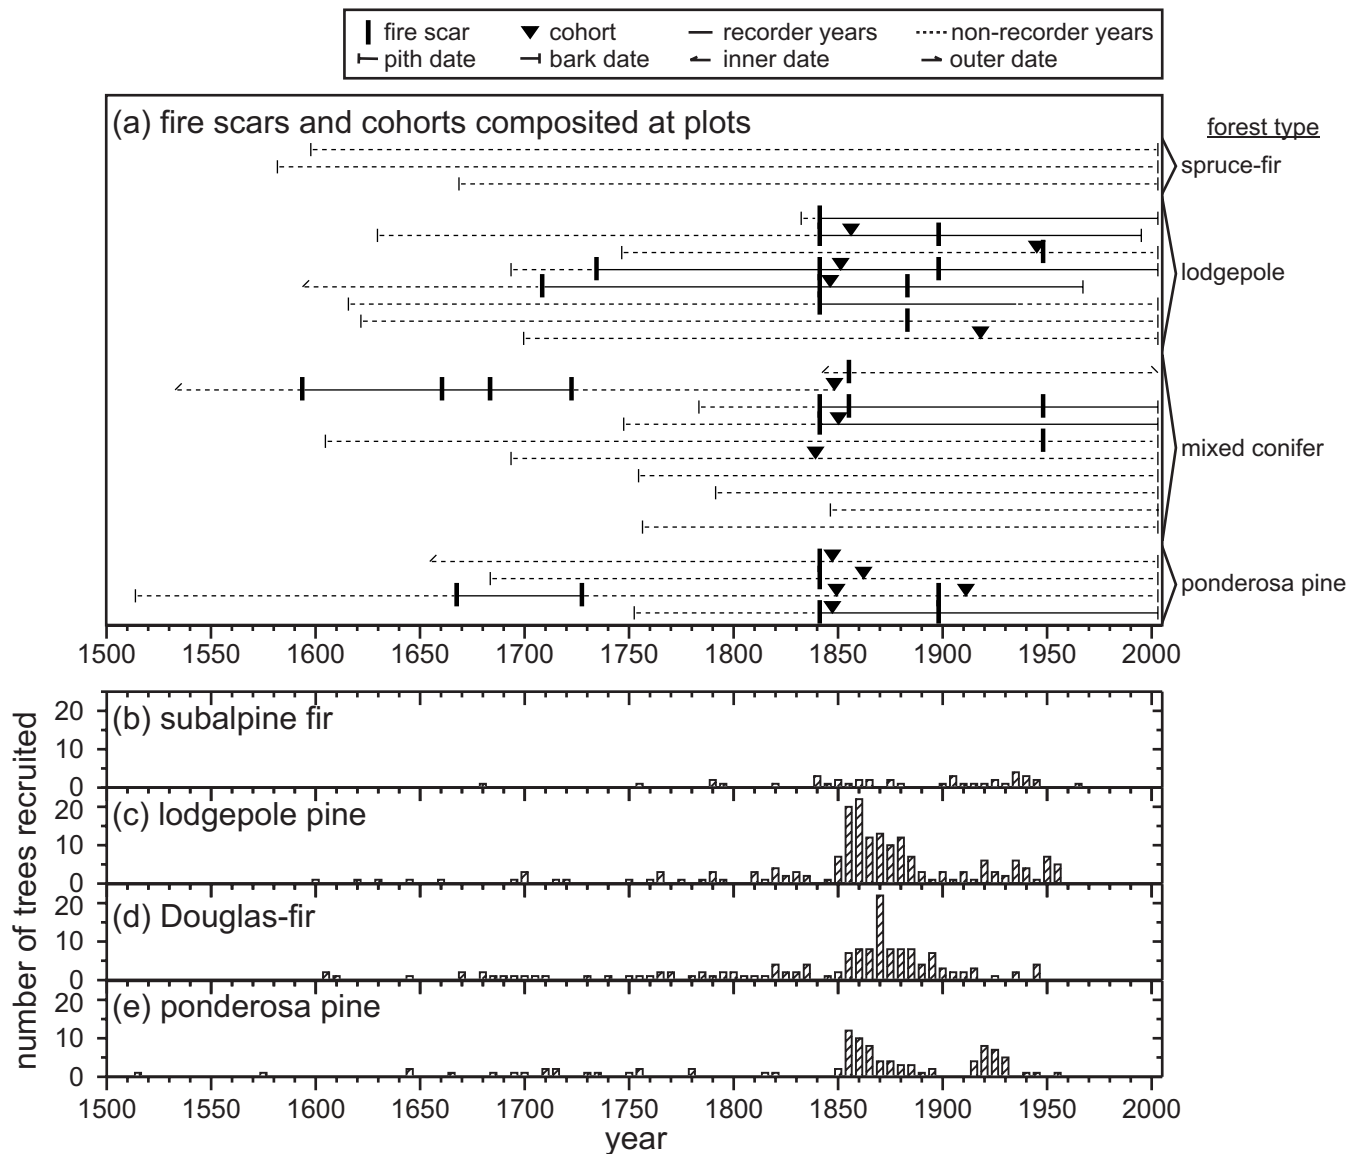 fire scar cohort recorder years non-recorder years
pith date bark date inner date outer date
(a) fire scars and cohorts composited at plots
forest type
spruce-fir
lodgepole
mixed conifer
ponderosa pine
1500 1550 1600 1650 1700 1750 1800 1850 1900 1950 2000
number of trees recruited
20
(b) subalpine fir
10
0
20
(c) lodgepole pine
10
0
20
(d) Douglas-fir
10
0
20
(e) ponderosa pine
10
0
1500 1550 1600 1650 1700 1750 1800 1850 1900 1950 2000
year